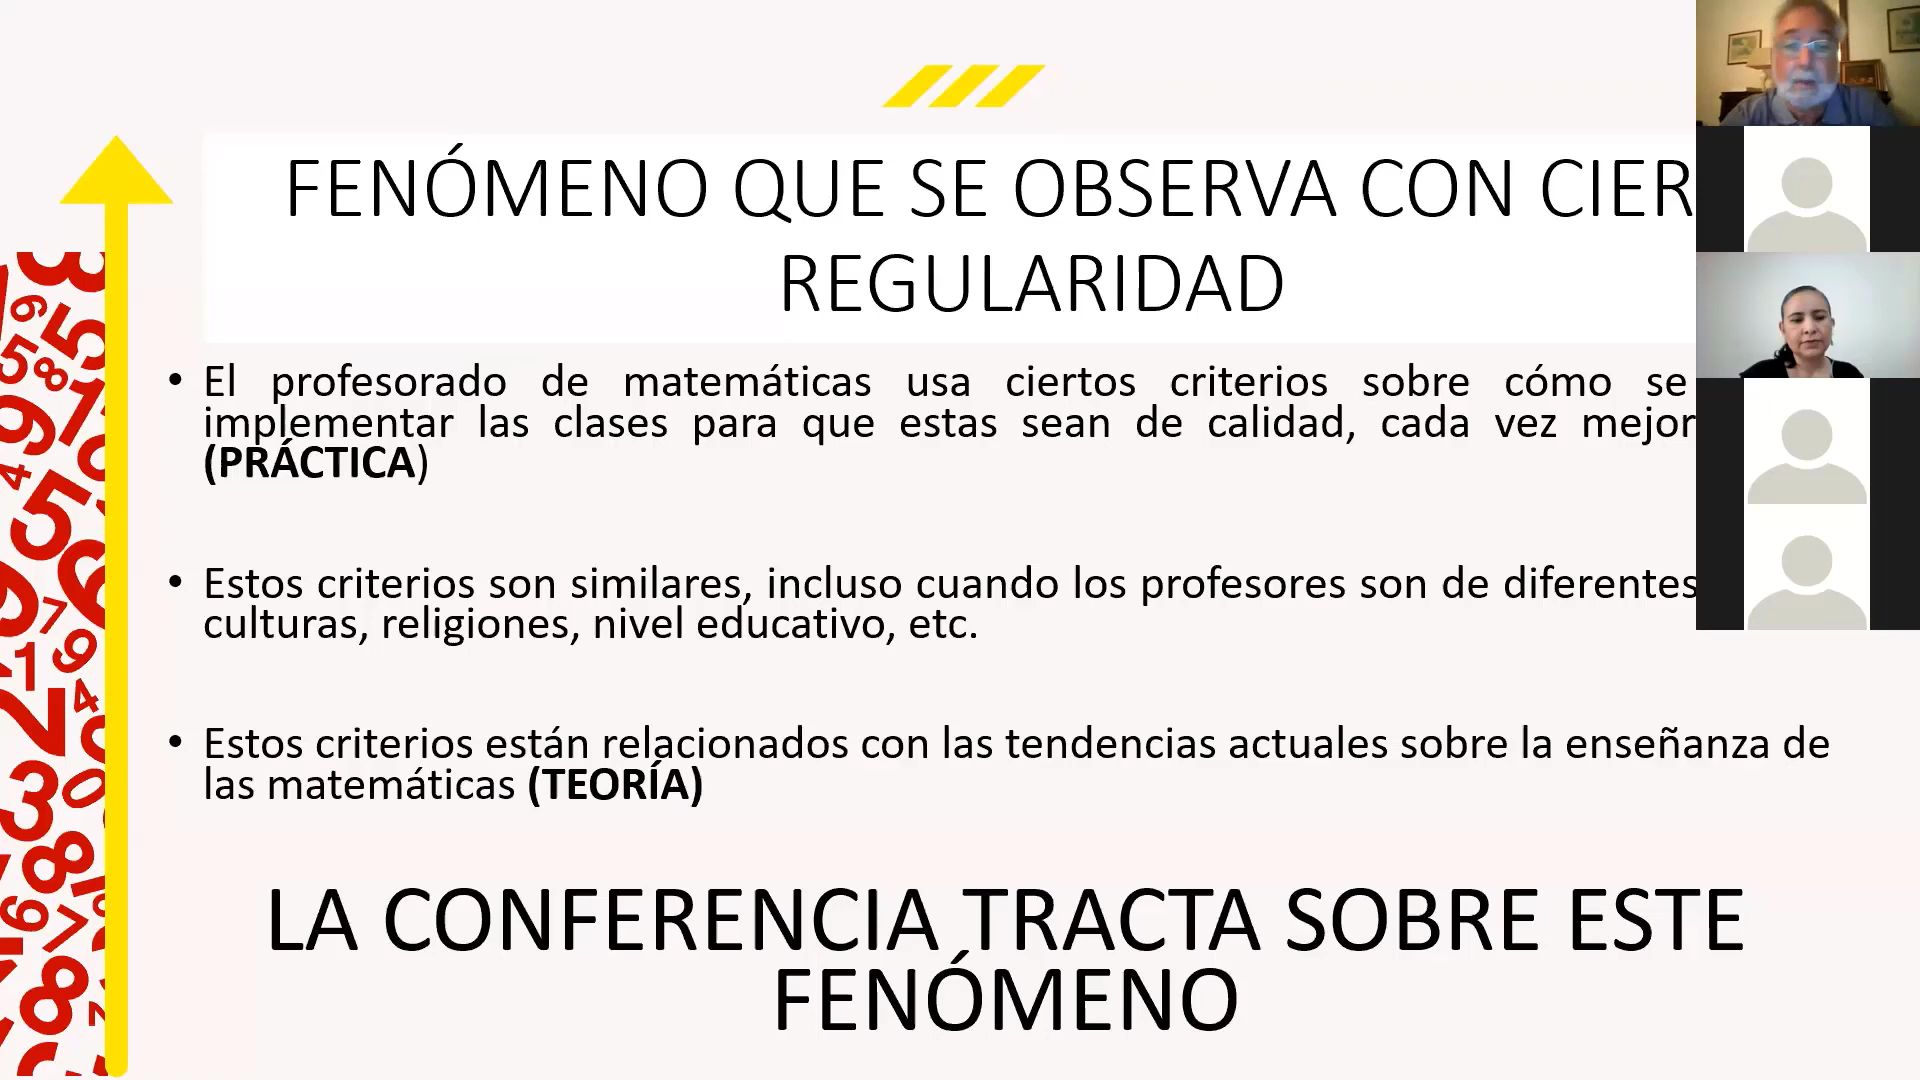 FENÓMENO QUE SE OBSERVA CON CIER
REGULARIDAD
• El profesorado de matemáticas usa ciertos criterios sobre cómo se
implementar las clases para que estas sean de calidad, cada vez mejor
(PRÁCTICA)
• Estos criterios son similares, incluso cuando los profesores son de diferentes
culturas, religiones, nivel educativo, etc.
• Estos criterios están relacionados con las tendencias actuales sobre la enseñanza de
las matemáticas (TEORÍA)
LA CONFERENCIA TRACTA SOBRE ESTE
FENÓMENO